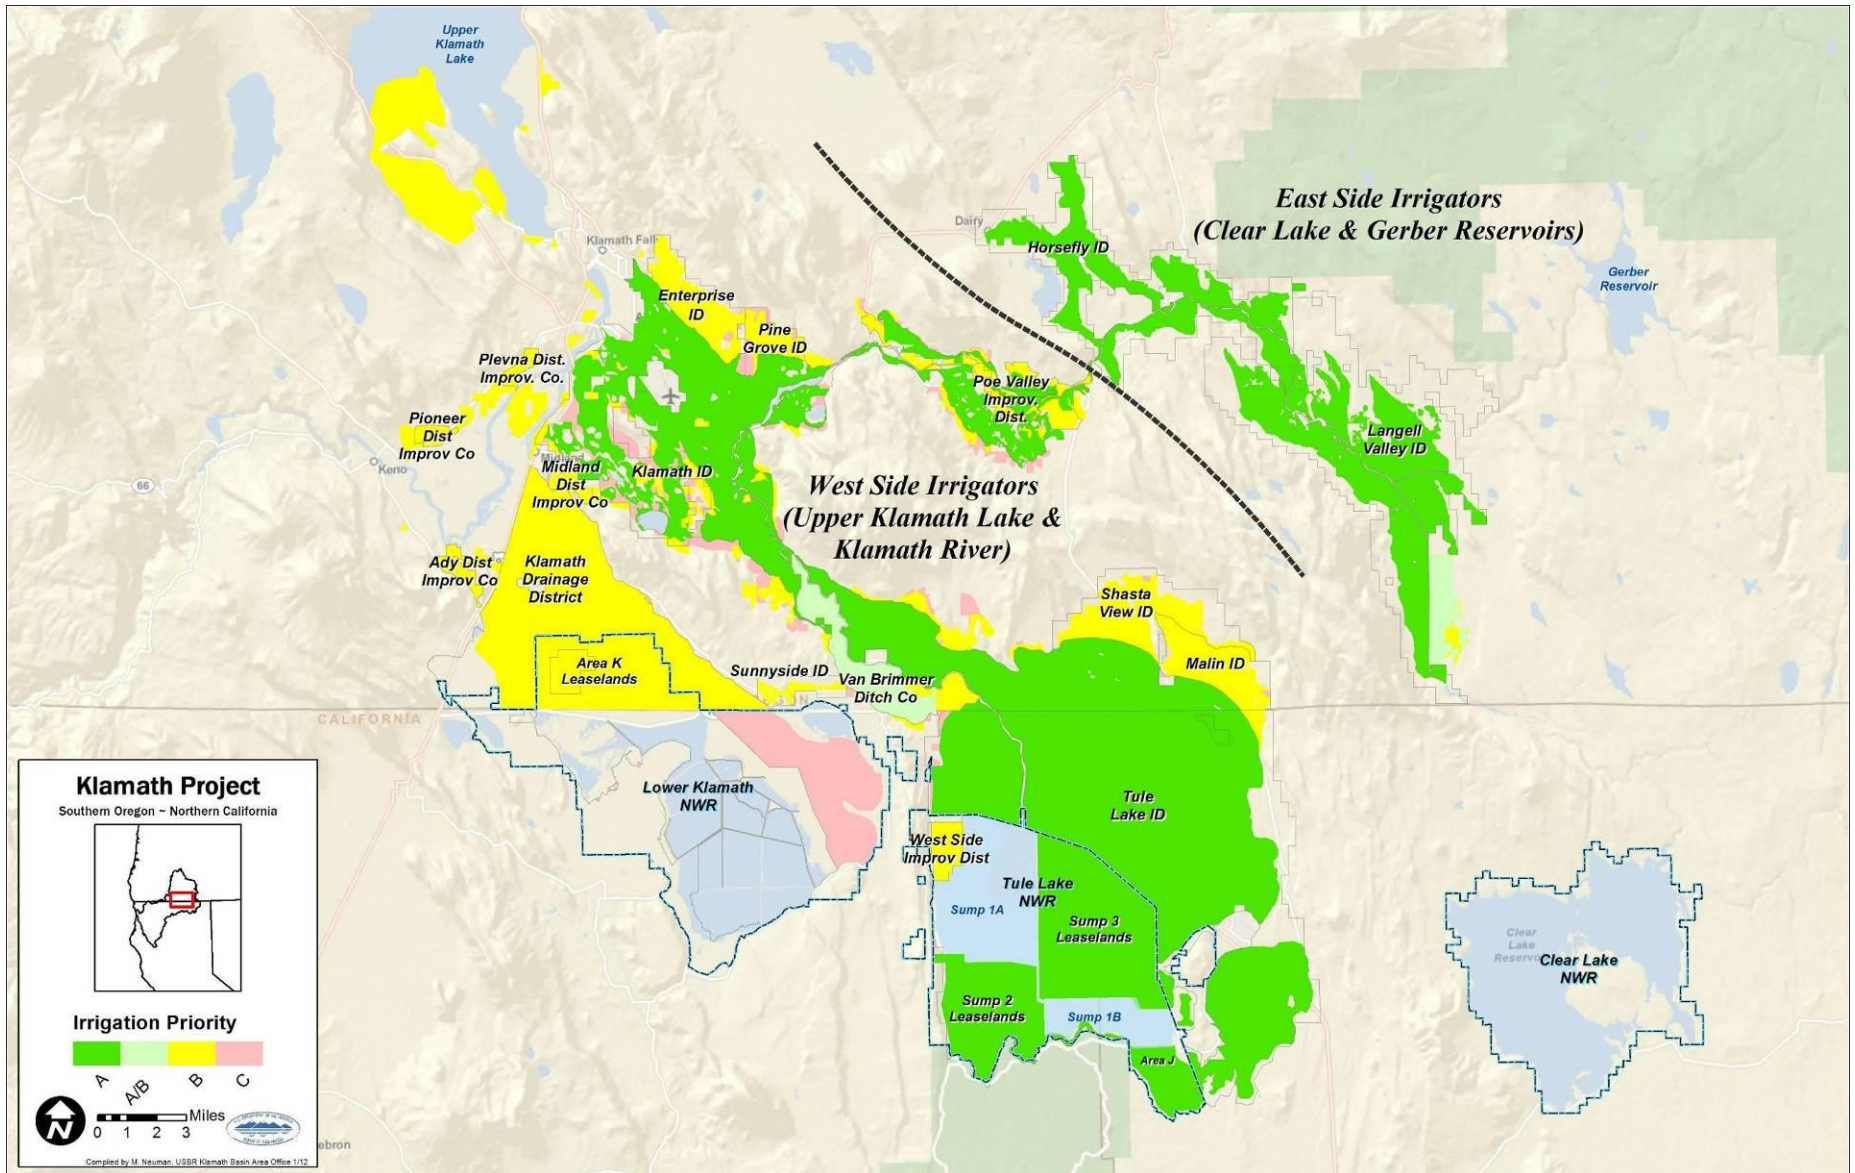 Upper
Klamath
Lake
East Side Irrigators
(Clear Lake & Gerber Reservoirs)
Dairy
Horsefly ID
Klamath Falls
Gerber
Reservoir
Enterprise
ID
Pine
Grove ID
Plevna Dist.
Improv. Co.
Poe Valley
Improv.
Dist.
Pioneer
Dist
Improv Co
Langell
Valley ID
Keno
Midland
Midland
Dist
Improv Co
Klamath ID
66
West Side Irrigators
(Upper Klamath Lake &
Klamath River)
Ady Dist
Improv Co
Klamath
Drainage
District
Shasta
View ID
Area K
Leaselands
Sunnyside ID
Van Brimmer
Ditch Co
Malin ID
CALIFORNIA
Lower Klamath
NWR
Tule
Lake ID
West Side
Improv Dist
Tule Lake
NWR
Sump 1A
Sump 3
Leaselands
Clear
Lake
Clear Lake
NWR
Sump 2
Leaselands
Sump 1B
Area J
Klamath Project
Southern Oregon ~ Northern California
Irrigation Priority
A
A/B
B
C
N
Miles
0 1 2 3
ebron
Compiled by M. Neuman, USBR Klamath Basin Area Office 1/12